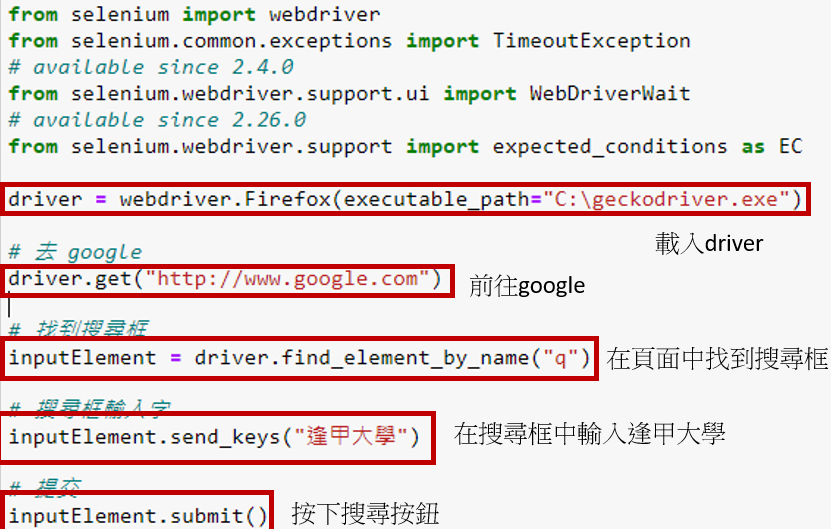 from selenium import webdriver
from selenium.common.exceptions import TimeoutException
# available since 2.4.0
from selenium.webdriver.support.ui import WebDriverWait
# available since 2.26.0
from selenium.webdriver.support import expected_conditions as EC
driver = webdriver.Firefox(executable_path="C:\geckodriver.exe")
載入driver
# 去 google
driver.get("http://www.google.com")
前往google
# 找到搜尋框
inputElement = driver.find_element_by_name("q")
在頁面中找到搜尋框
# 搜尋框輸入字
inputElement.send_keys("逢甲大學")
在搜尋框中輸入逢甲大學
# 提交
inputElement.submit()
按下搜尋按鈕